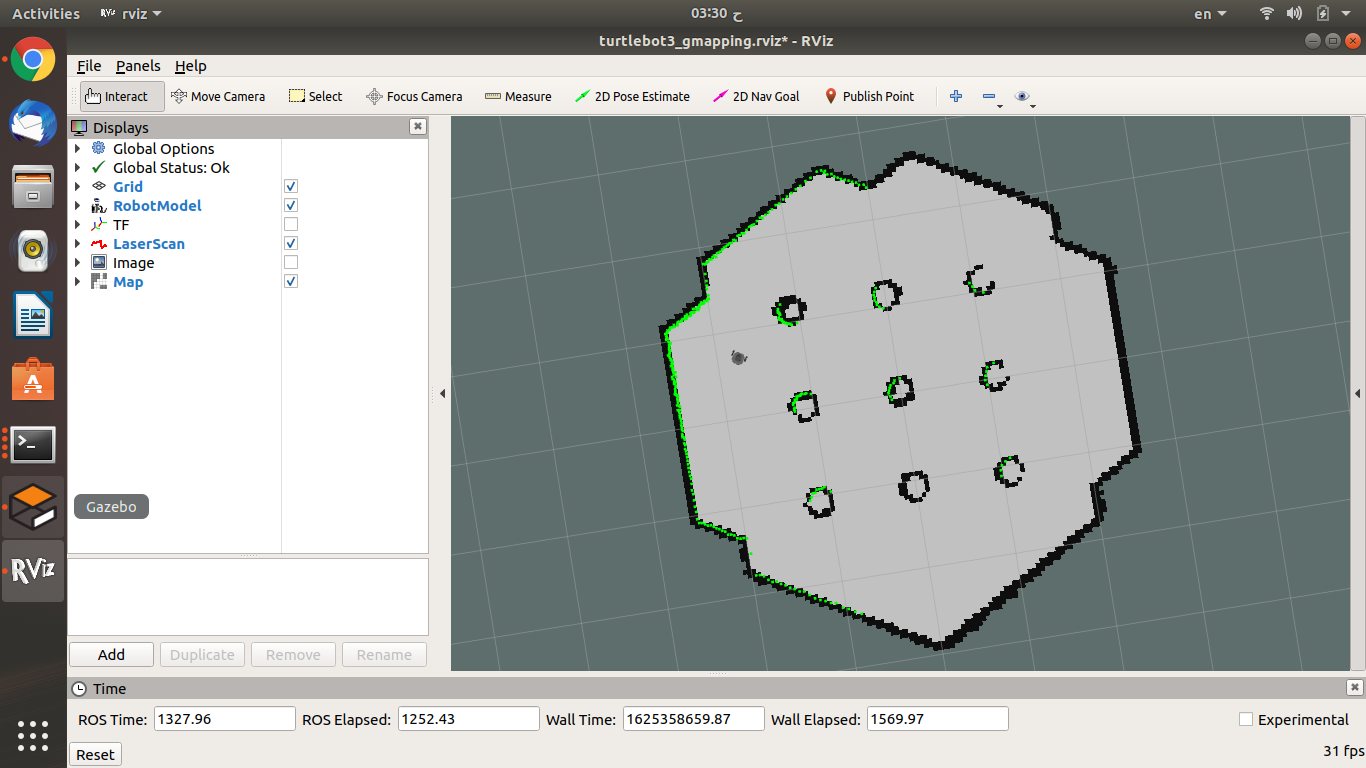 Activities
rviz
03:30 ح
en
turtlebot3_gmapping.rviz* - RViz
File Panels Help
Interact Move Camera Select Focus Camera Measure 2D Pose Estimate 2D Nav Goal Publish Point
Displays
Global Options
Global Status: Ok
Grid
RobotModel
TF
LaserScan
Image
Map
Gazebo
RViz
Add Duplicate Remove Rename
Time
ROS Time: 1327.96 ROS Elapsed: 1252.43 Wall Time: 1625358659.87 Wall Elapsed: 1569.97 Experimental
Reset 31 fps